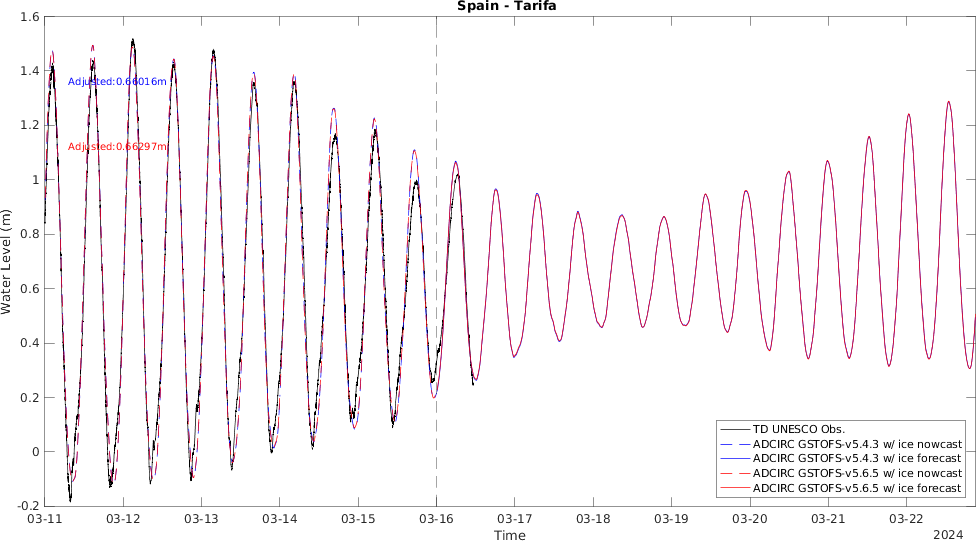 Spain - Tarifa
1.6
1.4
1.2
1
0.8
0.6
0.4
0.2
0
-0.2
Water Level (m)
Adjusted:0.66016m
Adjusted:0.66297m
TD UNESCO Obs.
ADCIRC GSTOFS-v5.4.3 w/ ice nowcast
ADCIRC GSTOFS-v5.4.3 w/ ice forecast
ADCIRC GSTOFS-v5.6.5 w/ ice nowcast
ADCIRC GSTOFS-v5.6.5 w/ ice forecast
03-11 03-12 03-13 03-14 03-15 03-16 03-17 03-18 03-19 03-20 03-21 03-22
Time
2024